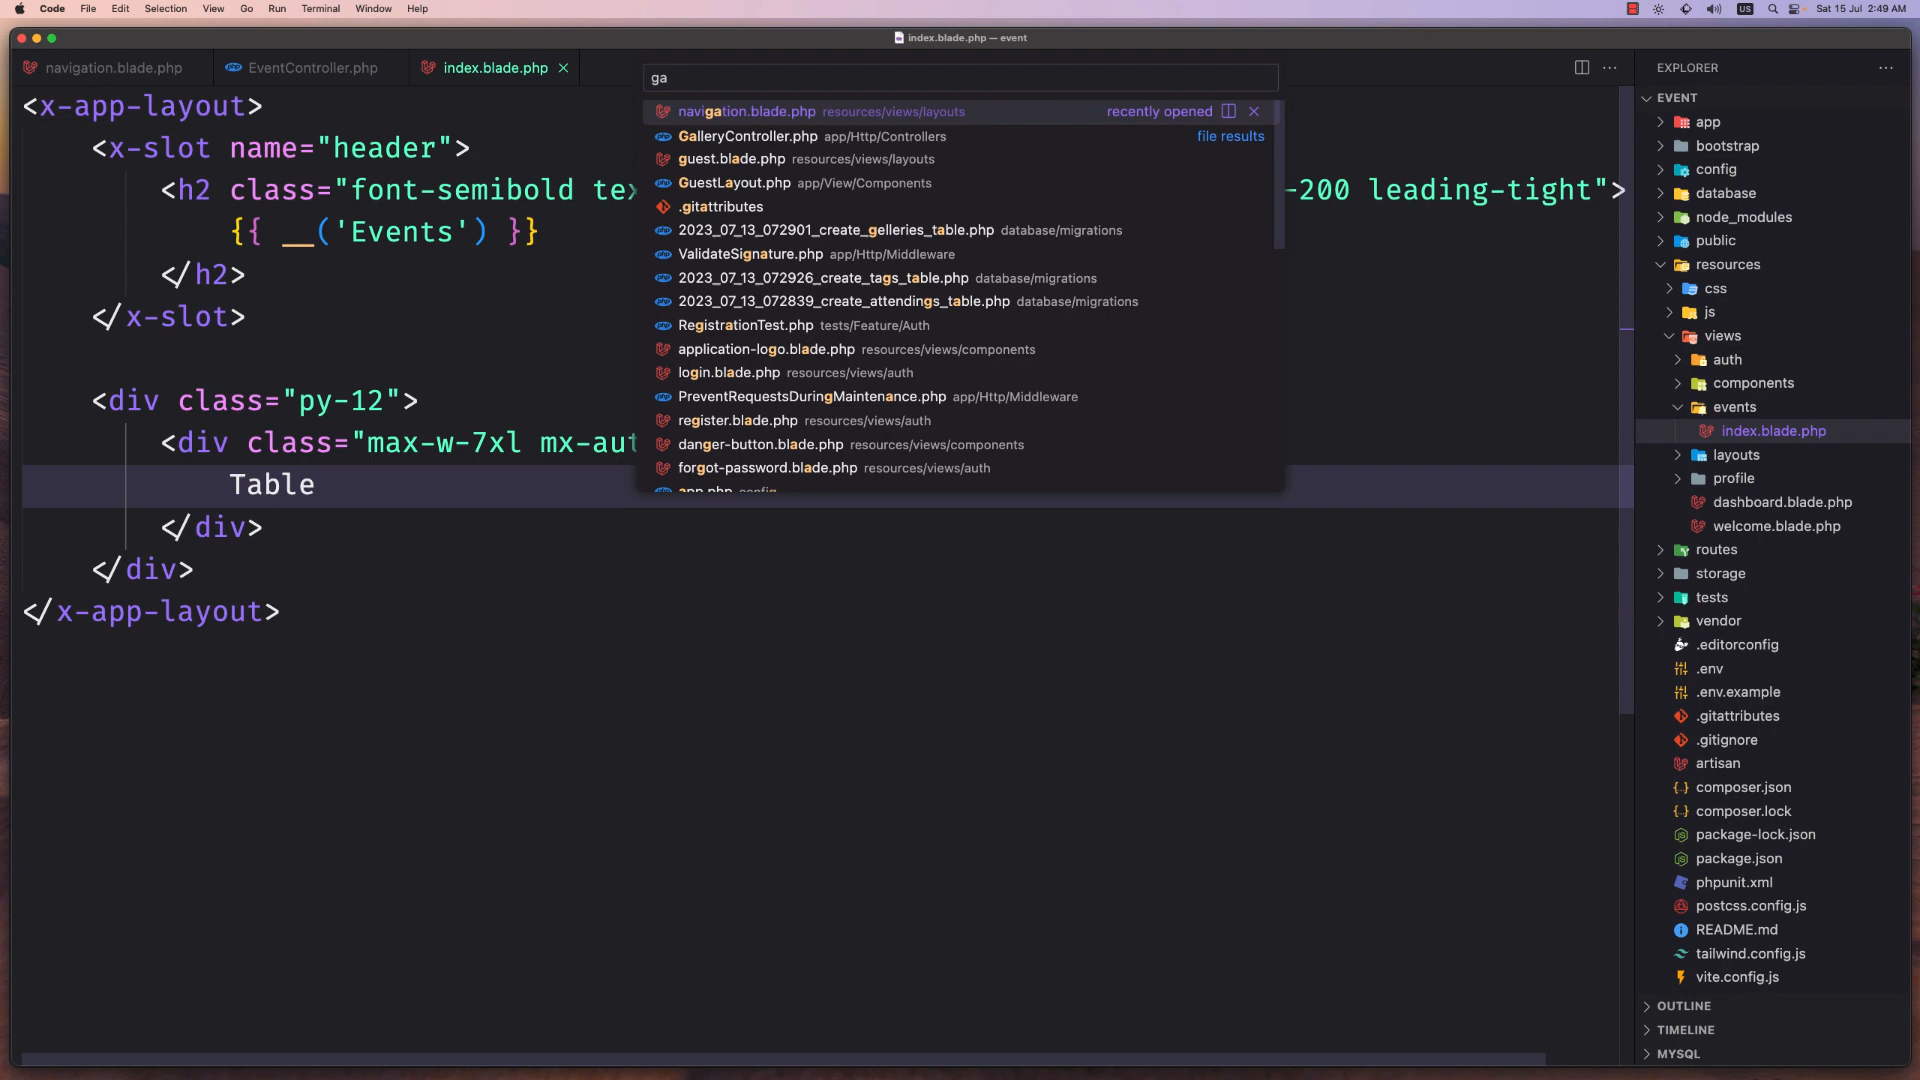 Code File Edit Selection View Go Run Terminal Window Help
US Sat 15 Jul 2:49 AM
index.blade.php — event
navigation.blade.php EventController.php index.blade.php
ga
navigation.blade.php resources/views/layouts recently opened
GalleryController.php app/Http/Controllers file results
guest.blade.php resources/views/layouts
GuestLayout.php app/View/Components
.gitattributes
2023_07_13_072901_create_gelleries_table.php database/migrations
ValidateSignature.php app/Http/Middleware
2023_07_13_072926_create_tags_table.php database/migrations
2023_07_13_072839_create_attendings_table.php database/migrations
RegistrationTest.php tests/Feature/Auth
application-logo.blade.php resources/views/components
login.blade.php resources/views/auth
PreventRequestsDuringMaintenance.php app/Http/Middleware
register.blade.php resources/views/auth
danger-button.blade.php resources/views/components
forgot-password.blade.php resources/views/auth
app.php config
<x-app-layout>
<x-slot name="header">
<h2 class="font-semibold tex -200 leading-tight">
{{ __('Events') }}
</h2>
</x-slot>
<div class="py-12">
<div class="max-w-7xl mx-aut
Table
</div>
</div>
</x-app-layout>
EXPLORER
EVENT
app
bootstrap
config
database
node_modules
public
resources
css
js
views
auth
components
events
index.blade.php
layouts
profile
dashboard.blade.php
welcome.blade.php
routes
storage
tests
vendor
.editorconfig
.env
.env.example
.gitattributes
.gitignore
artisan
composer.json
composer.lock
package-lock.json
package.json
phpunit.xml
postcss.config.js
README.md
tailwind.config.js
vite.config.js
OUTLINE
TIMELINE
MYSQL